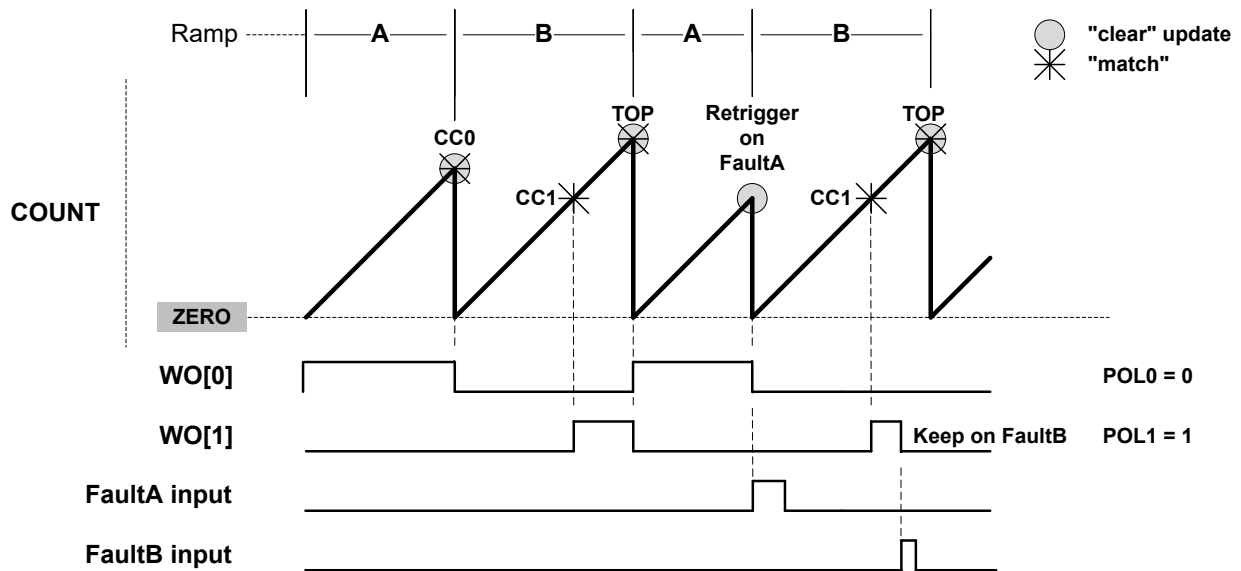 Ramp A B A B
"clear" update
"match"
CC0
TOP
Retrigger
on
FaultA
TOP
CC1
CC1
COUNT
ZERO
WO[0] POL0 = 0
WO[1] Keep on FaultB POL1 = 1
FaultA input
FaultB input